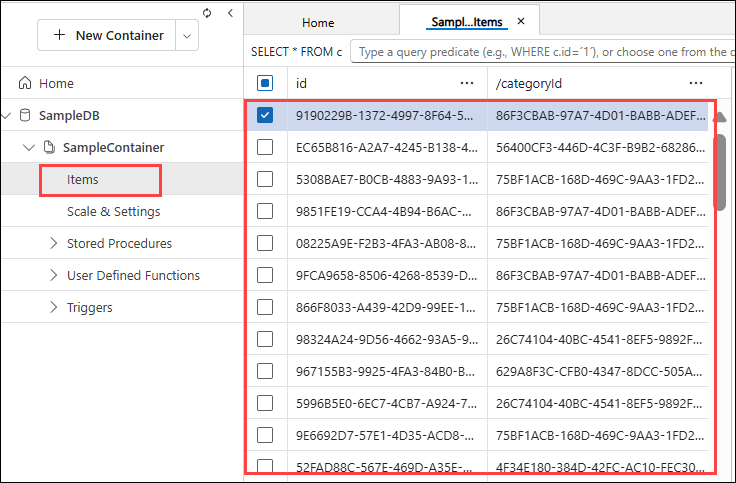 New Container
Home
SampleDB
SampleContainer
Items
Scale & Settings
Stored Procedures
User Defined Functions
Triggers
Home
Sampl...Items
SELECT * FROM c
Type a query predicate (e.g., WHERE c.id='1'), or choose one from the d
id ... /categoryId ...
9190229B-1372-4997-8F64-5... 86F3CBAB-97A7-4D01-BABB-ADEF...
EC65B816-A2A7-4245-B138-4... 56400CF3-446D-4C3F-B9B2-68286...
5308BAE7-B0CB-4883-9A93-1... 75BF1ACB-168D-469C-9AA3-1FD2...
9851FE19-CCA4-4B94-B6AC-... 86F3CBAB-97A7-4D01-BABB-ADEF...
08225A9E-F2B3-4FA3-AB08-8... 75BF1ACB-168D-469C-9AA3-1FD2...
9FCA9658-8506-4268-8539-D... 86F3CBAB-97A7-4D01-BABB-ADEF...
866F8033-A439-42D9-99EE-1... 75BF1ACB-168D-469C-9AA3-1FD2...
98324A24-9D56-4662-93A5-9... 26C74104-40BC-4541-8EF5-9892F...
967155B3-9925-4FA3-84B0-B... 629A8F3C-CFB0-4347-8DCC-505A...
5996B5E0-6EC7-4CB7-A924-7... 26C74104-40BC-4541-8EF5-9892F...
9E6692D7-57E1-4D35-ACD8-... 75BF1ACB-168D-469C-9AA3-1FD2...
52FAD88C-567E-469D-A35E-... 4F34E180-384D-42FC-AC10-FEC30...